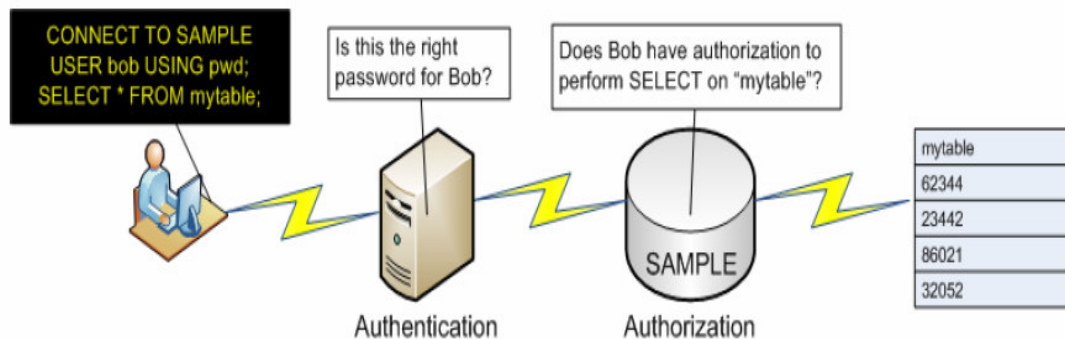 CONNECT TO SAMPLE
USER bob USING pwd;
SELECT * FROM mytable;
Is this the right
password for Bob?
Does Bob have authorization to
perform SELECT on “mytable”?
mytable
62344
23442
86021
32052
SAMPLE
Authentication
Authorization